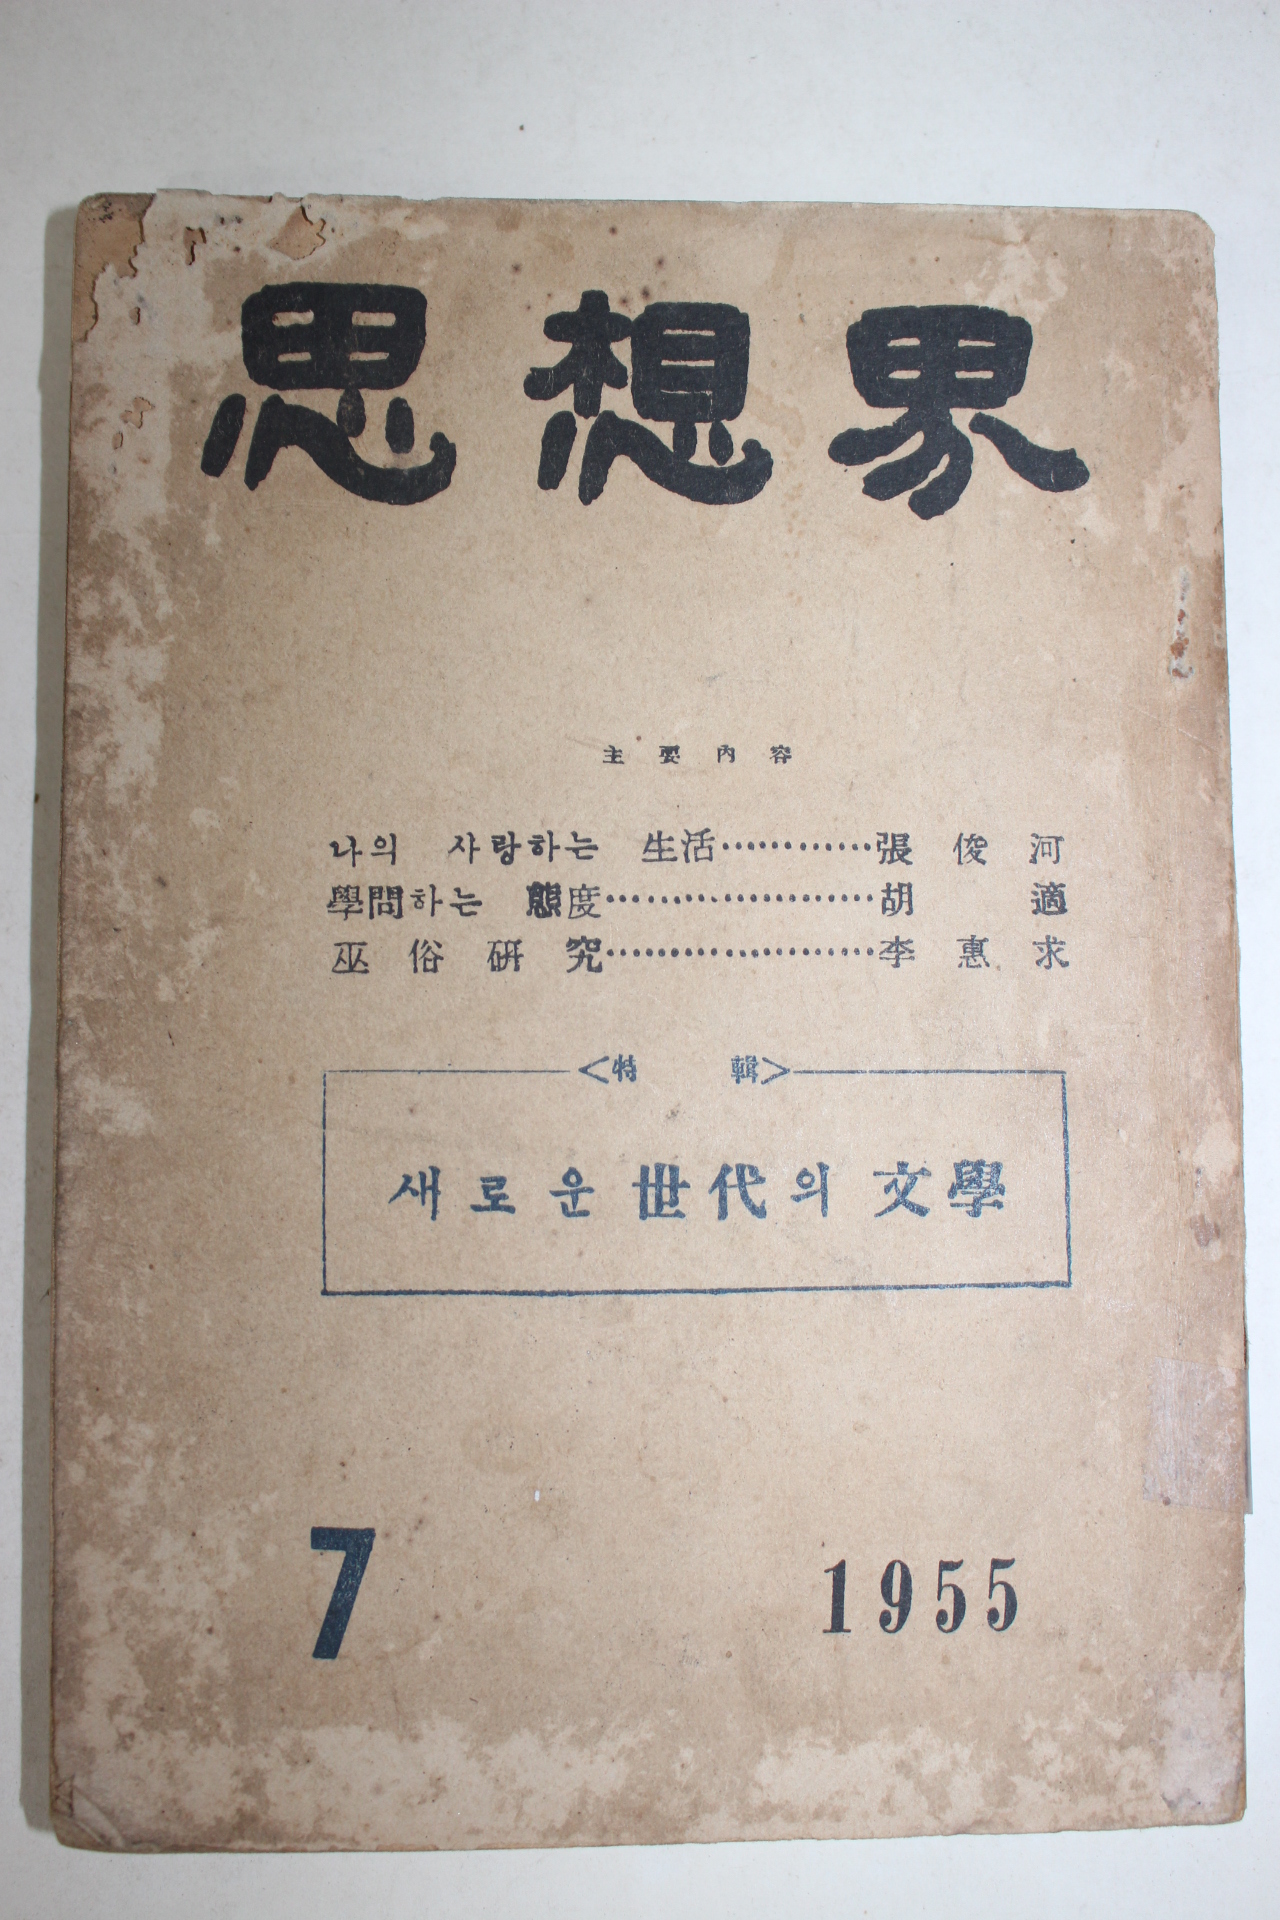 思想界
主要內容
나의 사랑하는 生活…………張俊河
學問하는 態度……………………胡適
巫俗硏究……………………李惠求
<特輯>
새로운 世代의 文學
7 1955